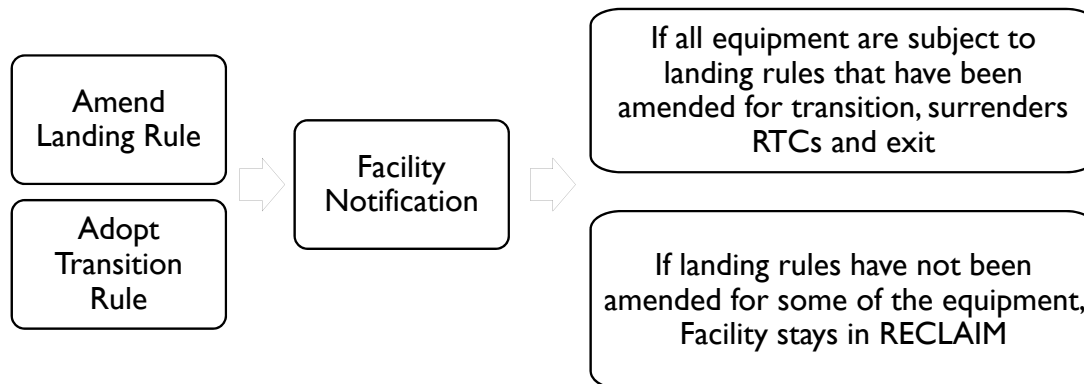 Amend
Landing Rule
Adopt
Transition
Rule
Facility
Notification
If all equipment are subject to
landing rules that have been
amended for transition, surrenders
RTCs and exit
If landing rules have not been
amended for some of the equipment,
Facility stays in RECLAIM